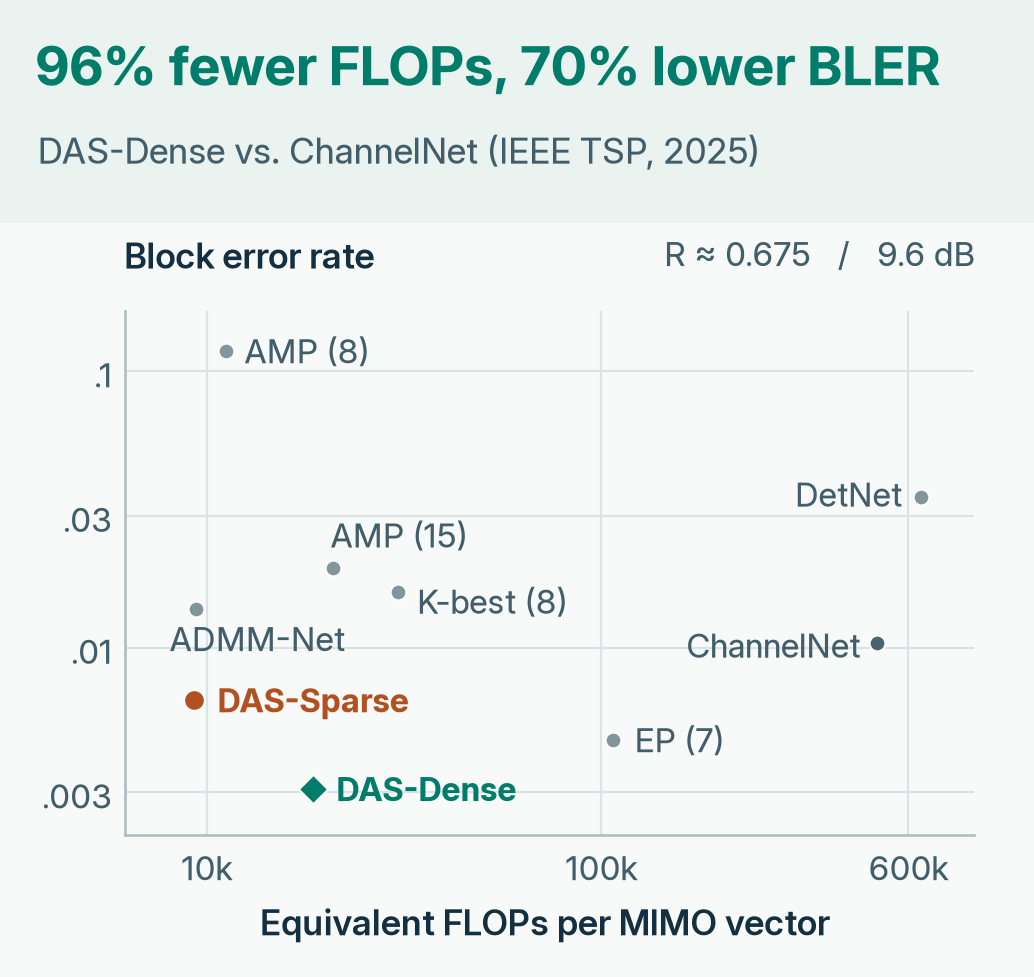 96% fewer FLOPs, 70% lower BLER
DAS-Dense vs. ChannelNet (IEEE TSP, 2025)
Block error rate
R ≈ 0.675 / 9.6 dB
AMP (8)
.1
DetNet
.03
AMP (15)
K-best (8)
ADMM-Net
.01
ChannelNet
DAS-Sparse
EP (7)
DAS-Dense
.003
10k
100k
600k
Equivalent FLOPs per MIMO vector